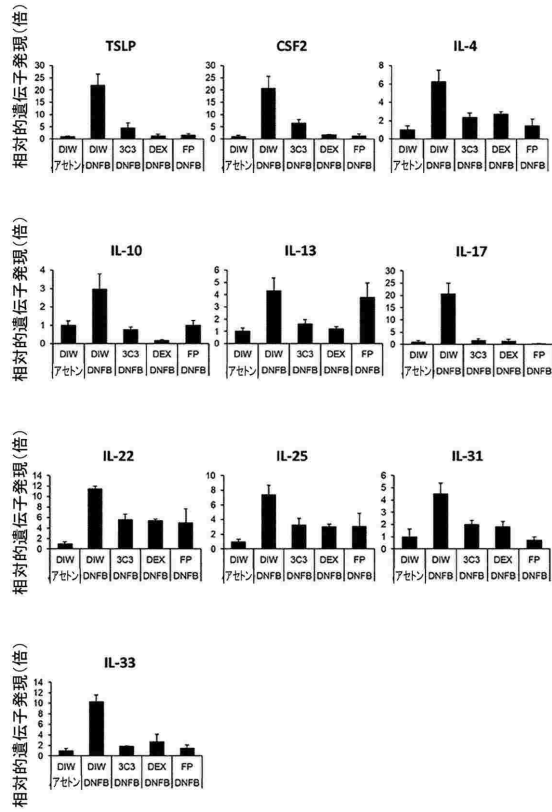 TSLP CSF2 IL-4
相対的遺伝子発現(倍)
30 25 20 15 10 5 0
30 25 20 15 10 5 0
8 6 4 2 0
DIW DIW 3C3 DEX FP DIW DIW 3C3 DEX FP DIW DIW 3C3 DEX FP
アセトン DNFB DNFB DNFB DNFB アセトン DNFB DNFB DNFB DNFB アセトン DNFB DNFB DNFB DNFB
IL-10 IL-13 IL-17
相対的遺伝子発現(倍)
4 3 2 1 0
6 5 4 3 2 1 0
30 25 20 15 10 5 0
DIW DIW 3C3 DEX FP DIW DIW 3C3 DEX FP DIW DIW 3C3 DEX FP
アセトン DNFB DNFB DNFB DNFB アセトン DNFB DNFB DNFB DNFB アセトン DNFB DNFB DNFB DNFB
IL-22 IL-25 IL-31
相対的遺伝子発現(倍)
14 12 10 8 6 4 2 0
10 8 6 4 2 0
6 5 4 3 2 1 0
DIW DIW 3C3 DEX FP DIW DIW 3C3 DEX FP DIW DIW 3C3 DEX FP
アセトン DNFB DNFB DNFB DNFB アセトン DNFB DNFB DNFB DNFB アセトン DNFB DNFB DNFB DNFB
IL-33
相対的遺伝子発現(倍)
14 12 10 8 6 4 2 0
DIW DIW 3C3 DEX FP
アセトン DNFB DNFB DNFB DNFB